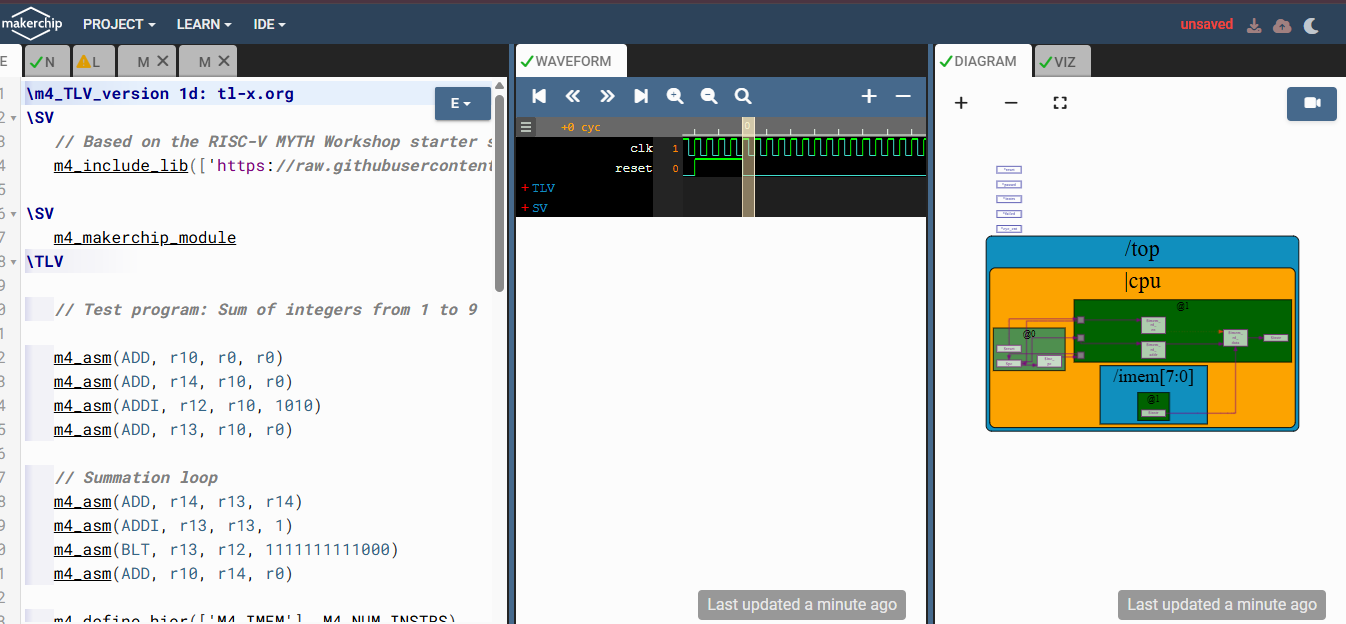 makerchip PROJECT LEARN IDE unsaved
E N L M M
\m4_TLV_version 1d: tl-x.org
E
\SV
// Based on the RISC-V MYTH Workshop starter s
m4_include_lib(['https://raw.githubusercontent
\SV
m4_makerchip_module
\TLV
// Test program: Sum of integers from 1 to 9
m4_asm(ADD, r10, r0, r0)
m4_asm(ADD, r14, r10, r0)
m4_asm(ADDI, r12, r10, 1010)
m4_asm(ADD, r13, r10, r0)
// Summation loop
m4_asm(ADD, r14, r13, r14)
m4_asm(ADDI, r13, r13, 1)
m4_asm(BLT, r13, r12, 1111111111000)
m4_asm(ADD, r10, r14, r0)
m4_define_hier(['M4_IMEM'], M4_NUM_INSTRS)
WAVEFORM
+0 cyc 0
clk 1
reset 0
+ TLV
+ SV
Last updated a minute ago
DIAGRAM VIZ
/top
|cpu
@1
@0
/imem[7:0]
@1
Last updated a minute ago